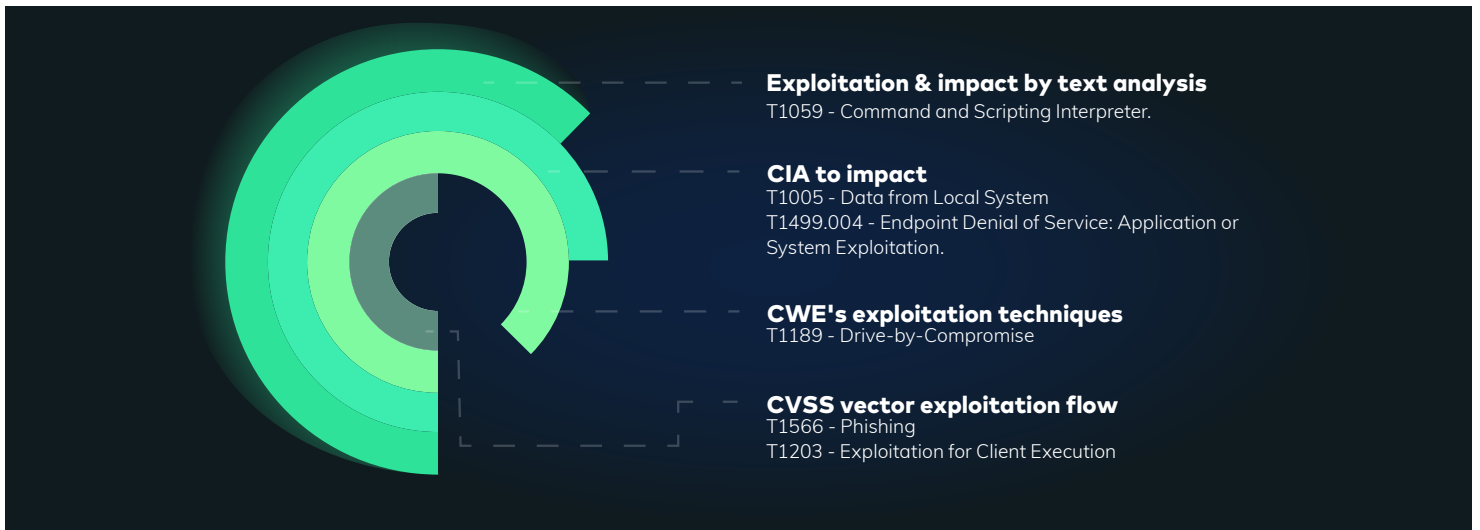 Exploitation & impact by text analysis
T1059 - Command and Scripting Interpreter.
CIA to impact
T1005 - Data from Local System
T1499.004 - Endpoint Denial of Service: Application or
System Exploitation.
CWE's exploitation techniques
T1189 - Drive-by-Compromise
CVSS vector exploitation flow
T1566 - Phishing
T1203 - Exploitation for Client Execution